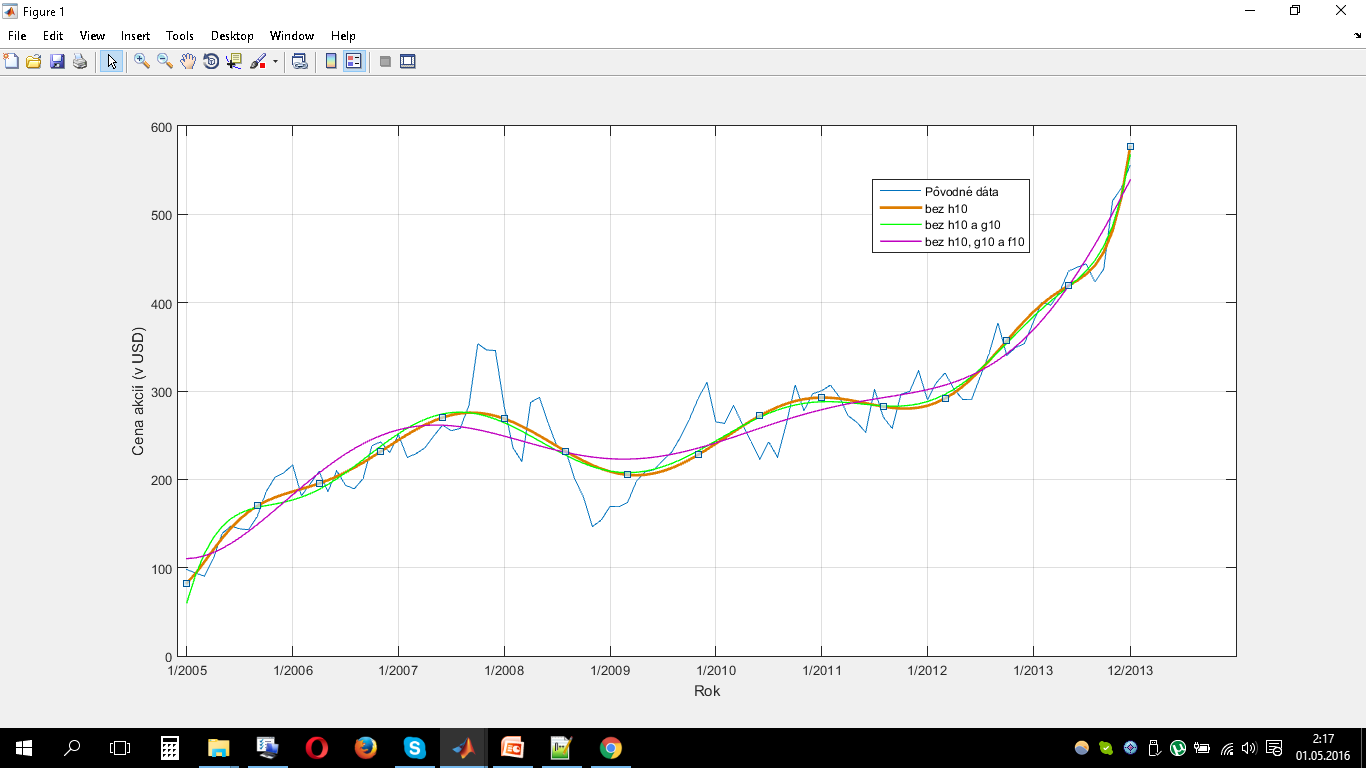 Figure 1
File Edit View Insert Tools Desktop Window Help
600
500
400
300
200
100
0
Cena akcií (v USD)
Pôvodné dáta
bez h10
bez h10 a g10
bez h10, g10 a f10
1/2005 1/2006 1/2007 1/2008 1/2009 1/2010 1/2011 1/2012 1/2013 12/2013
Rok
2:17
01.05.2016